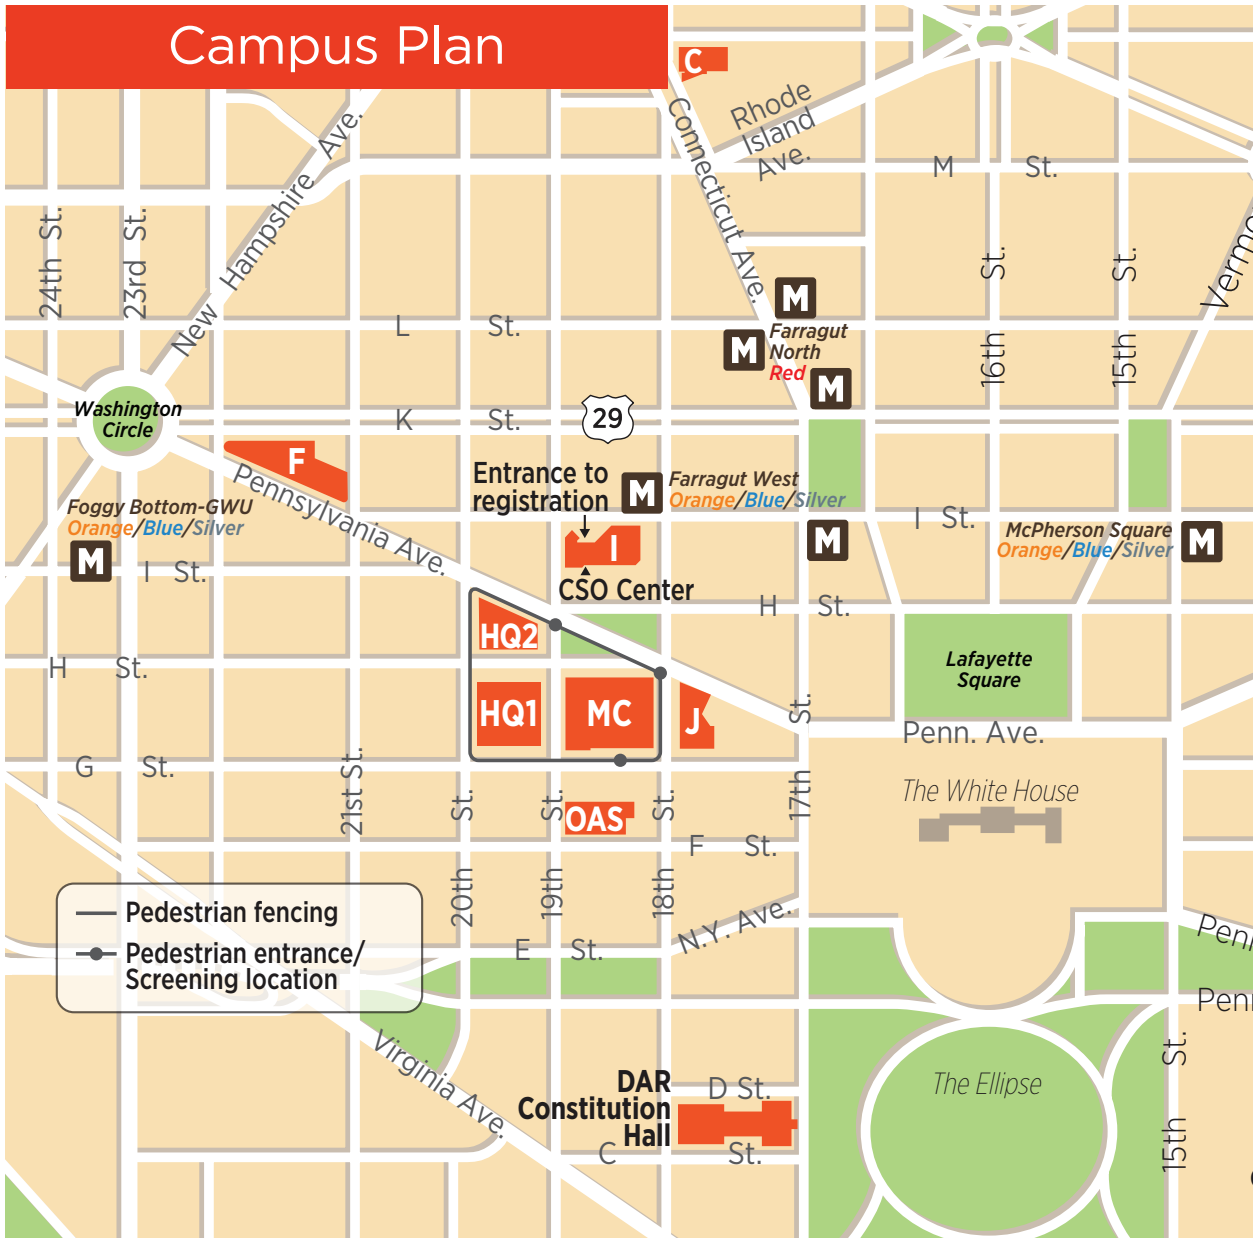 Campus Plan
C
Rhode
Island
Ave.
Connecticut Ave.
M St.
New Hampshire Ave.
24th St.
23rd St.
16th St.
15th St.
M
Farragut
North
Red
M
M
L St.
Washington
Circle
K St.
29
F
Pennsylvania Ave.
Entrance to
registration
M
Farragut West
Orange/Blue/Silver
M
Foggy Bottom-GWU
Orange/Blue/Silver
M
I St.
I St.
McPherson Square
Orange/Blue/Silver
M
I
CSO Center
H St.
HQ2
H St.
Lafayette
Square
HQ1
MC
J
17th St.
Penn. Ave.
G St.
21st St.
20th St.
19th St.
18th St.
The White House
OAS
F St.
N.Y. Ave.
E St.
Pedestrian fencing
Pedestrian entrance/
Screening location
Virginia Ave.
DAR
Constitution
Hall
D St.
C St.
The Ellipse
15th St.